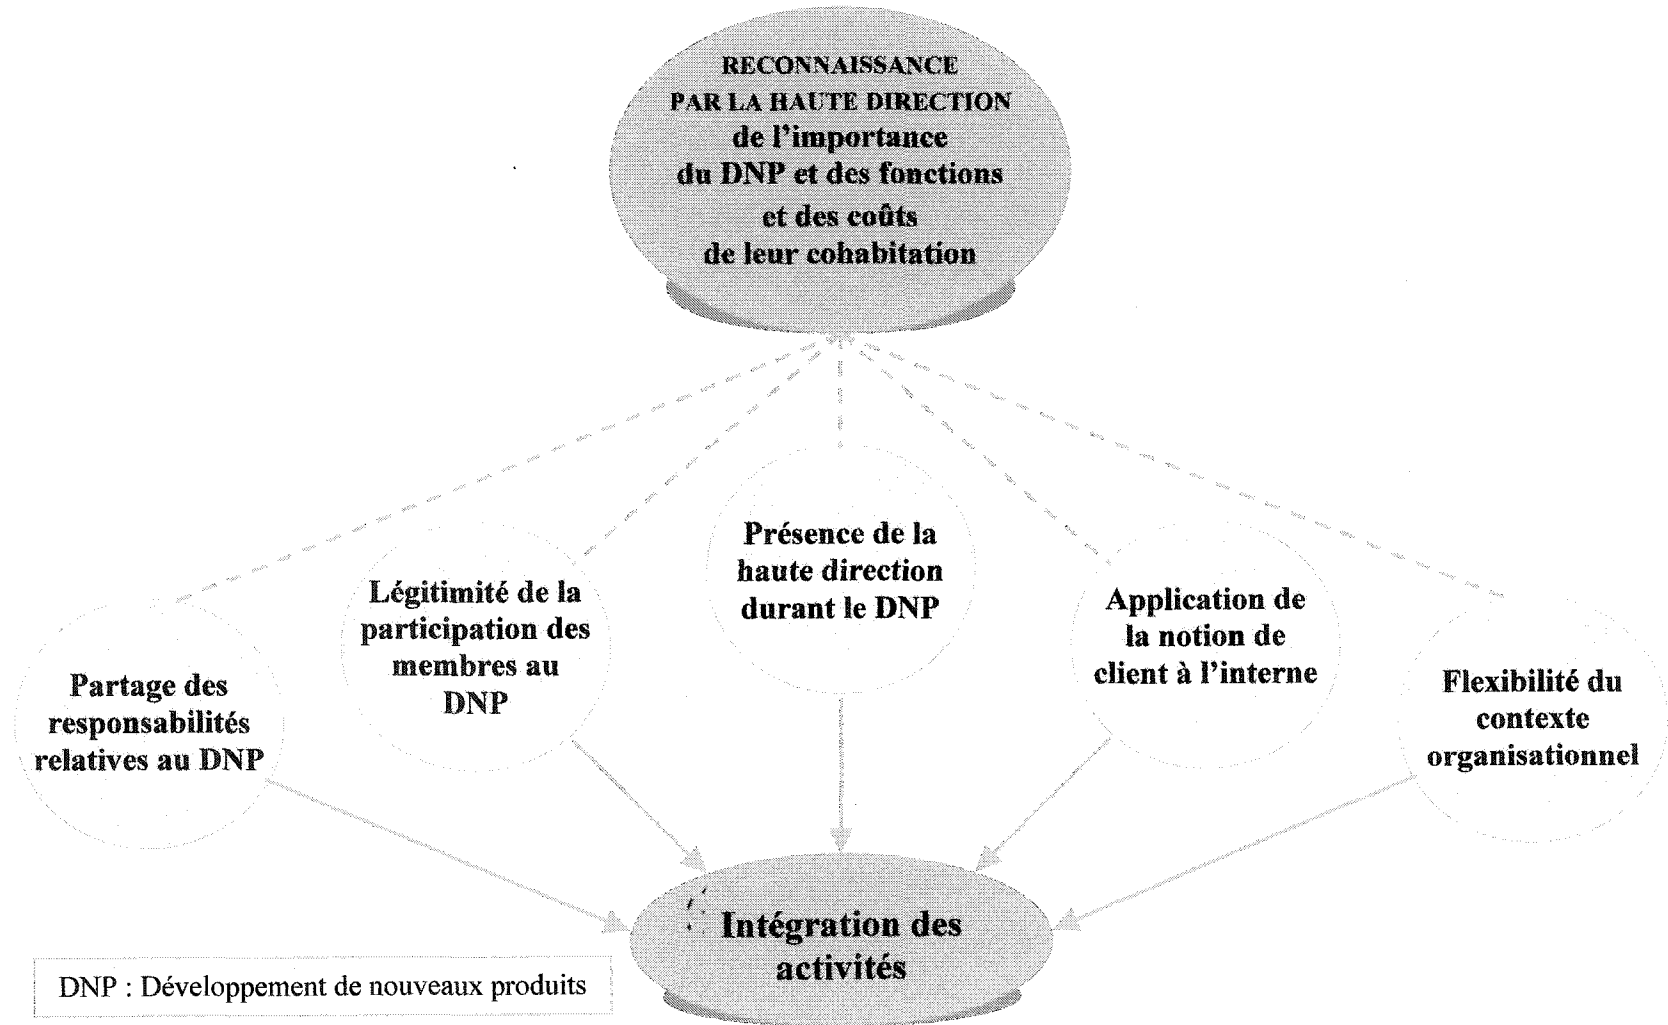 RECONNAISSANCE
PAR LA HAUTE DIRECTION
de l'importance
du DNP et des fonctions
et des coûts
de leur cohabitation
Partage des
responsabilités
relatives au DNP
Légitimité de la
participation des
membres au
DNP
Présence de la
haute direction
durant le DNP
Application de
la notion de
client à l'interne
Flexibilité du
contexte
organisationnel
Intégration des
activités
DNP : Développement de nouveaux produits